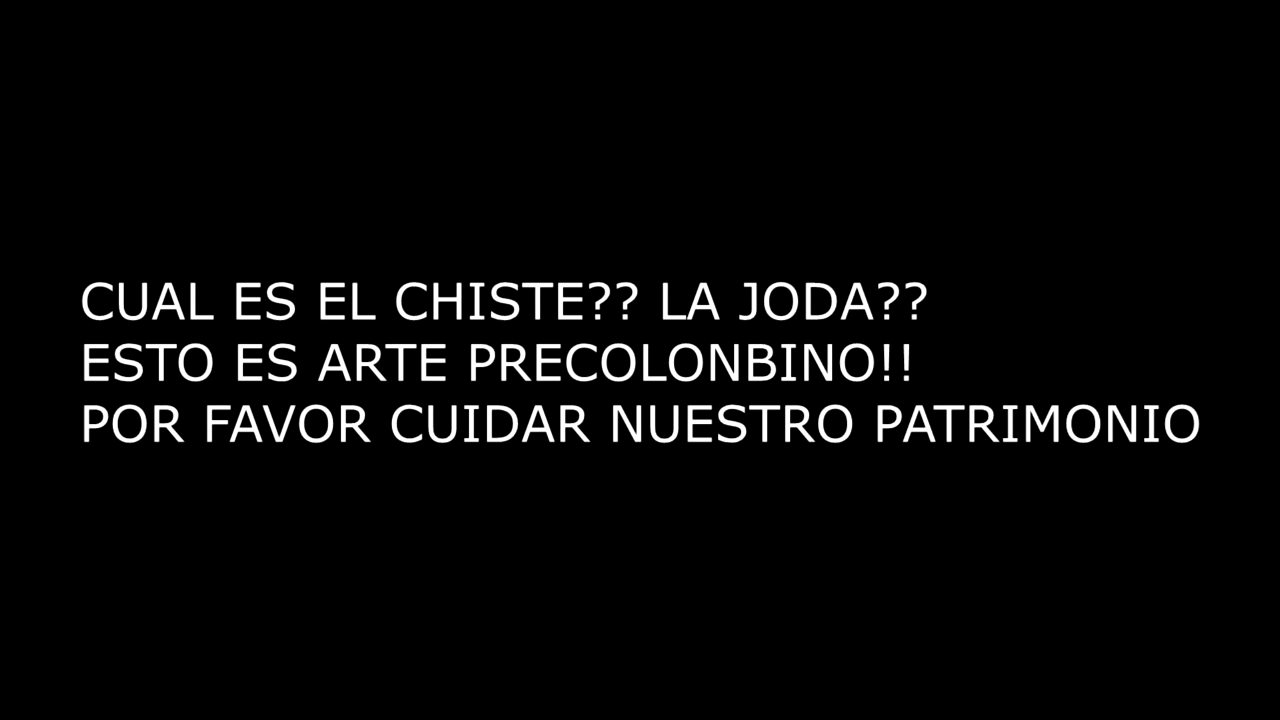 CUAL ES EL CHISTE?? LA JODA??
ESTO ES ARTE PRECOLONBINO!!
POR FAVOR CUIDAR NUESTRO PATRIMONIO